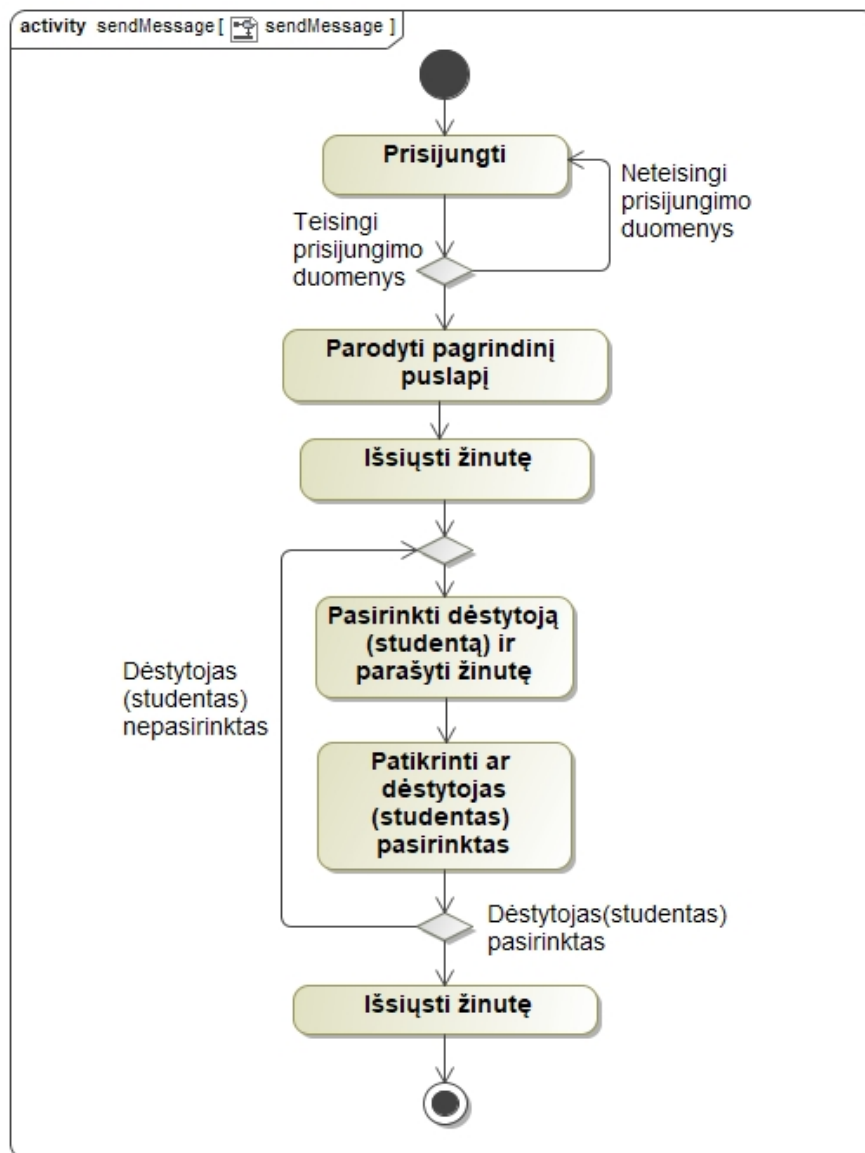 activity sendMessage [ sendMessage ]
Prisijungti
Neteisingi
prisijungimo
duomenys
Teisingi
prisijungimo
duomenys
Parodyti pagrindinį
puslapį
Išsiųsti žinutę
Pasirinkti dėstytoją
(studentą) ir
parašyti žinutę
Dėstytojas
(studentas)
nepasirinktas
Patikrinti ar
dėstytojas
(studentas)
pasirinktas
Dėstytojas(studentas)
pasirinktas
Išsiųsti žinutę